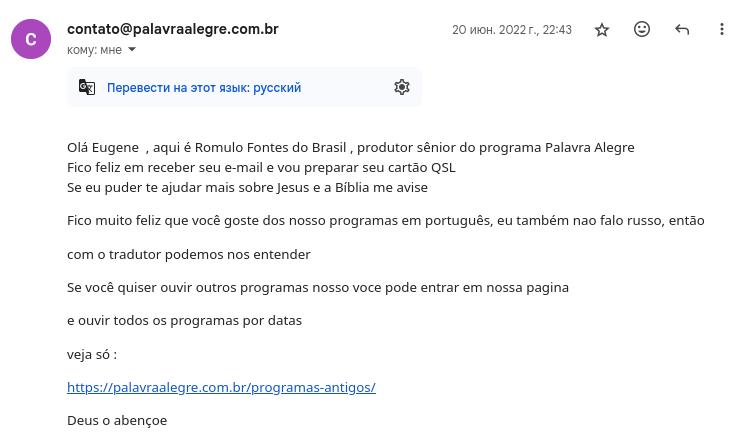 C
contato@palavraalegre.com.br
20 июн. 2022 г., 22:43
кому: мне
Перевести на этот язык: русский
Olá Eugene , aqui é Romulo Fontes do Brasil , produtor sênior do programa Palavra Alegre
Fico feliz em receber seu e-mail e vou preparar seu cartão QSL
Se eu puder te ajudar mais sobre Jesus e a Bíblia me avise
Fico muito feliz que você goste dos nosso programas em português, eu também nao falo russo, então
com o tradutor podemos nos entender
Se você quiser ouvir outros programas nosso voce pode entrar em nossa pagina
e ouvir todos os programas por datas
veja só :
https://palavraalegre.com.br/programas-antigos/
Deus o abençoe